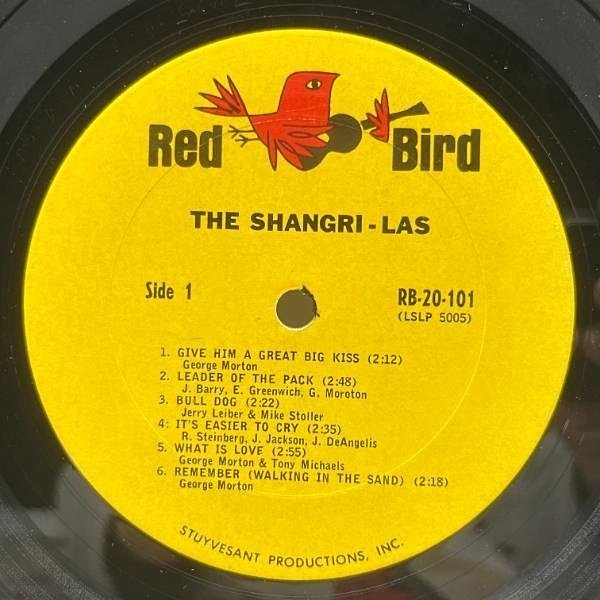 Red Bird
THE SHANGRI-LAS
Side 1
RB-20-101
(LSLP 5005)
1. GIVE HIM A GREAT BIG KISS (2:12)
George Morton
2. LEADER OF THE PACK (2:48)
J. Barry, E. Greenwich, G. Moroton
3. BULL DOG (2:22)
Jerry Leiber & Mike Stoller
4: IT'S EASIER TO CRY (2:35)
R. Steinberg, J. Jackson, J. DeAngelis
5. WHAT IS LOVE (2:55)
George Morton & Tony Michaels
6. REMEMBER (WALKING IN THE SAND) (2:18)
George Morton
STUYVESANT PRODUCTIONS, INC.